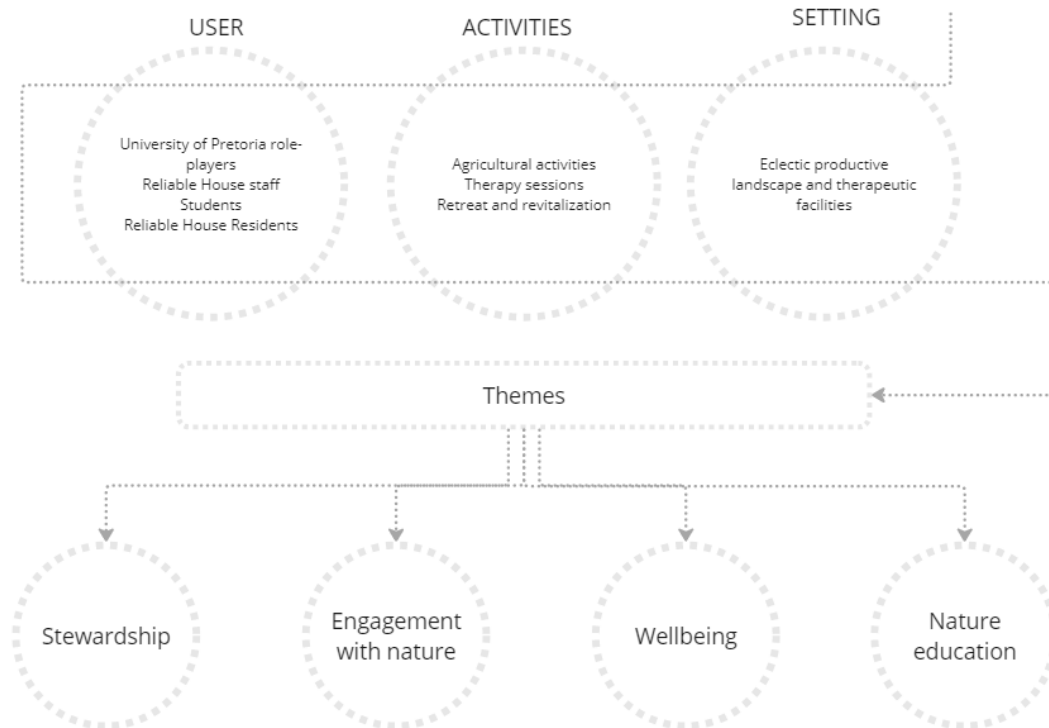 USER
ACTIVITIES
SETTING
University of Pretoria role-
players
Reliable House staff
Students
Reliable House Residents
Agricultural activities
Therapy sessions
Retreat and revitalization
Eclectic productive
landscape and therapeutic
facilities
Themes
Stewardship
Engagement
with nature
Wellbeing
Nature
education